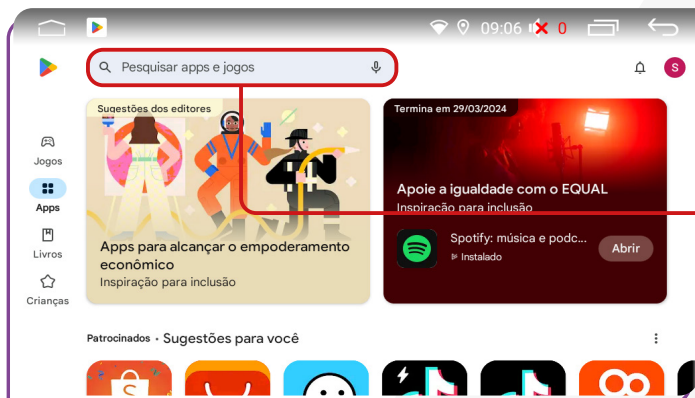 09:06
0
Pesquisar apps e jogos
S
Sugestões dos editores
Termina em 29/03/2024
Jogos
Apps
Livros
Crianças
Apps para alcançar o empoderamento
econômico
Inspiração para inclusão
Apoie a igualdade com o EQUAL
Inspiração para inclusão
Spotify: música e podc...
Instalado
Abrir
Patrocinados • Sugestões para você
S